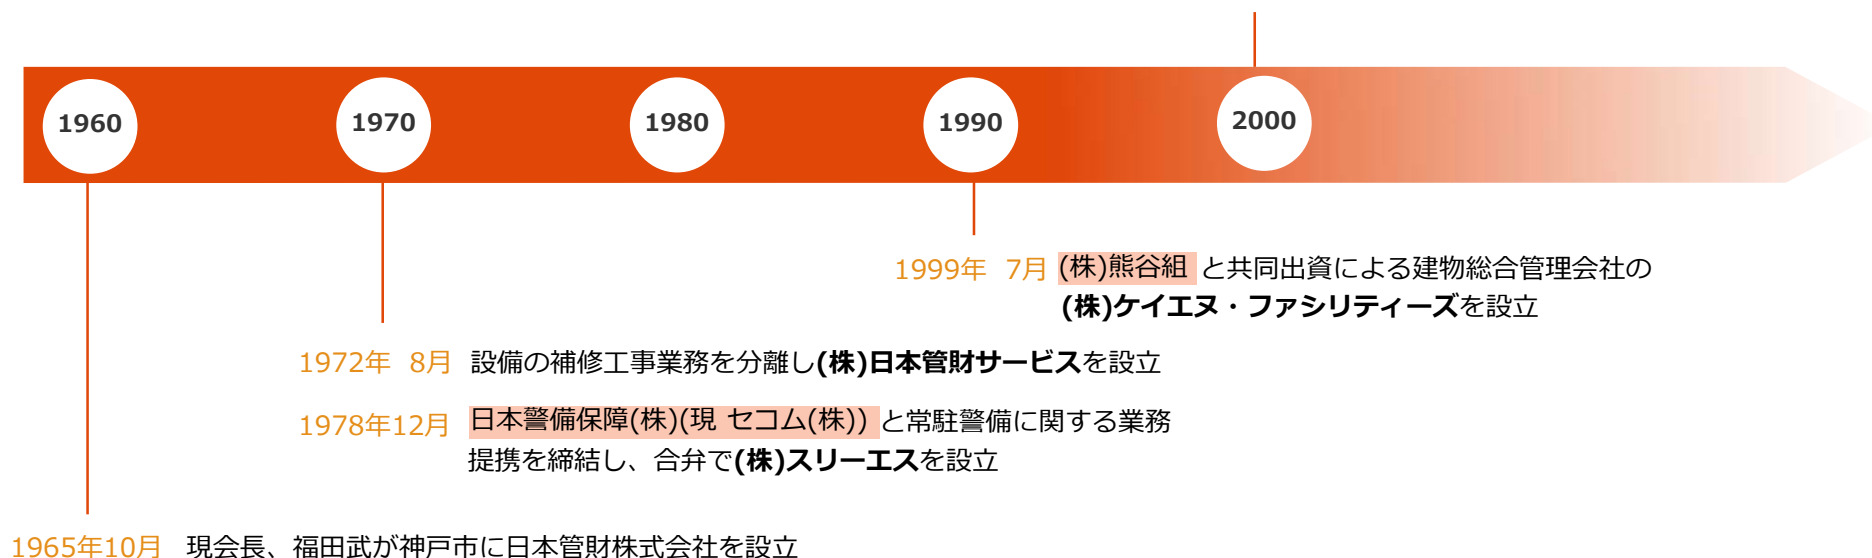 1960
1970
1980
1990
2000
1999年 7月 (株)熊谷組 と共同出資による建物総合管理会社の
(株)ケイエヌ・ファシリティーズを設立
1972年 8月 設備の補修工事業務を分離し(株)日本管財サービスを設立
1978年12月 日本警備保障(株)(現 セコム(株)) と常駐警備に関する業務
提携を締結し、合弁で(株)スリーエスを設立
1965年10月 現会長、福田武が神戸市に日本管財株式会社を設立